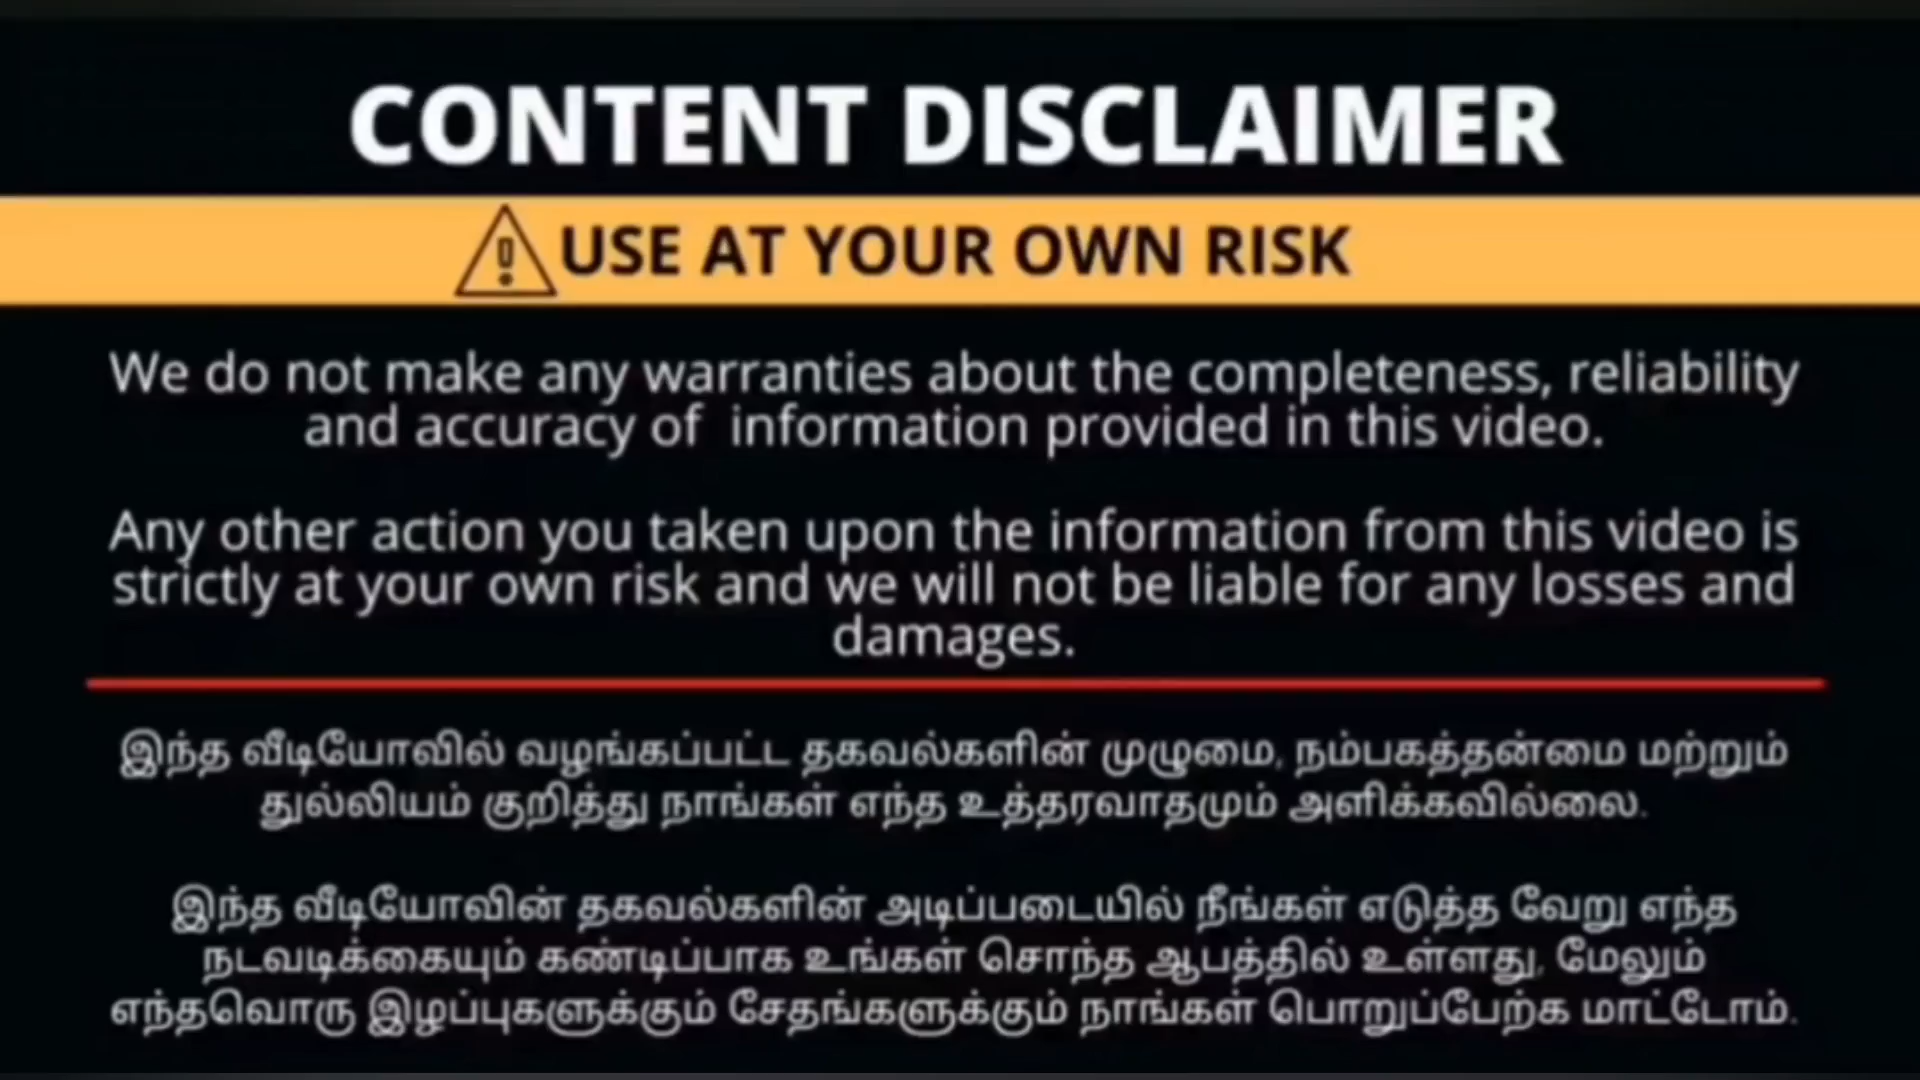 CONTENT DISCLAIMER
USE AT YOUR OWN RISK
We do not make any warranties about the completeness, reliability
and accuracy of information provided in this video.
Any other action you taken upon the information from this video is
strictly at your own risk and we will not be liable for any losses and
damages.
இந்த வீடியோவில் வழங்கப்பட்ட தகவல்களின் முழுமை, நம்பகத்தன்மை மற்றும்
துல்லியம் குறித்து நாங்கள் எந்த உத்தரவாதமும் அளிக்கவில்லை.
இந்த வீடியோவின் தகவல்களின் அடிப்படையில் நீங்கள் எடுத்த வேறு எந்த
நடவடிக்கையும் கண்டிப்பாக உங்கள் சொந்த ஆபத்தில் உள்ளது, மேலும்
எந்தவொரு இழப்புகளுக்கும் சேதங்களுக்கும் நாங்கள் பொறுப்பேற்க மாட்டோம்.